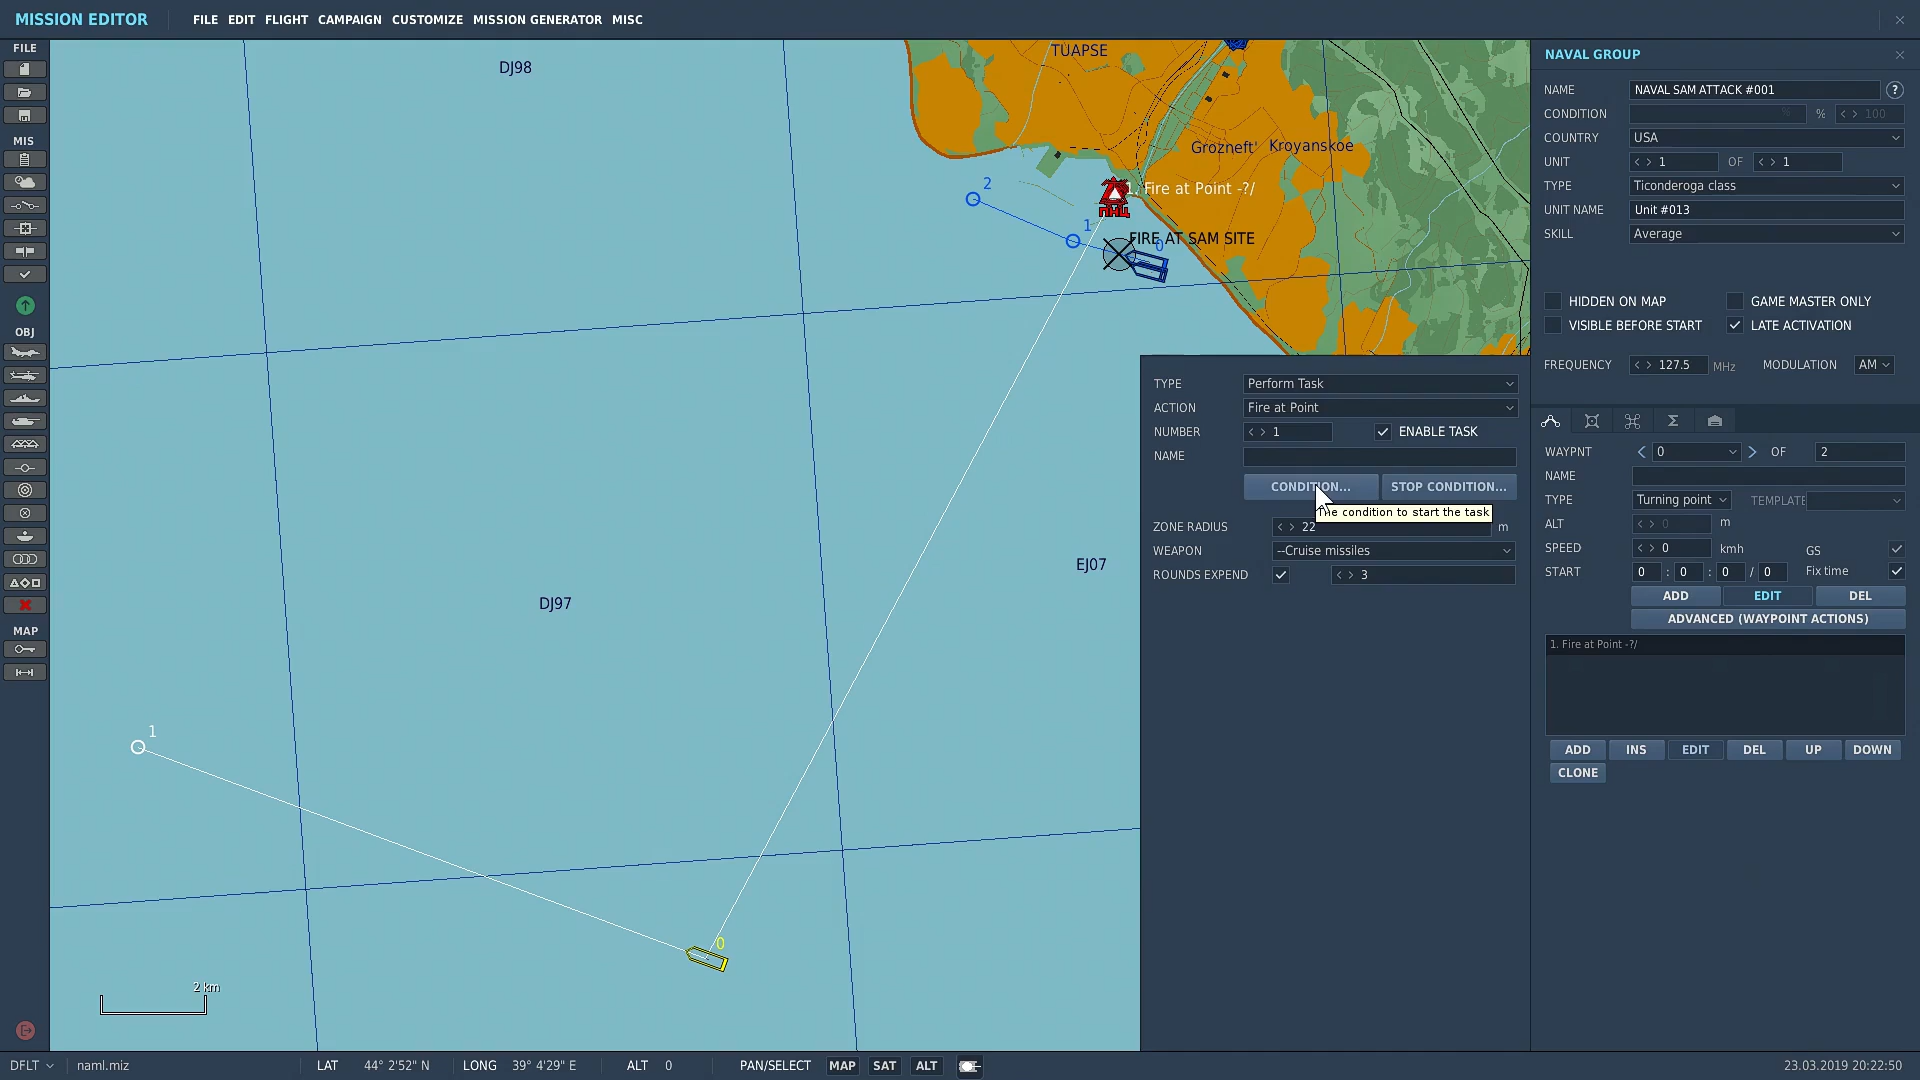 MISSION EDITOR
FILE EDIT FLIGHT CAMPAIGN CUSTOMIZE MISSION GENERATOR MISC
FILE
MIS
OBJ
MAP
DJ98
TUAPSE
Grozneft' Kroyanskoe
2
1. Fire at Point -?/
ПНЦ
1
FIRE AT SAM SITE
0
EJ07
DJ97
1
0
2 km
TYPE Perform Task
ACTION Fire at Point
NUMBER < > 1 ENABLE TASK
NAME
CONDITION... STOP CONDITION...
The condition to start the task
ZONE RADIUS < > 22 m
WEAPON --Cruise missiles
ROUNDS EXPEND < > 3
NAVAL GROUP
NAME NAVAL SAM ATTACK #001 ?
CONDITION % % < > 100
COUNTRY USA
UNIT < > 1 OF < > 1
TYPE Ticonderoga class
UNIT NAME Unit #013
SKILL Average
HIDDEN ON MAP GAME MASTER ONLY
VISIBLE BEFORE START LATE ACTIVATION
FREQUENCY < > 127.5 MHz MODULATION AM
WAYPNT < 0 > OF 2
NAME
TYPE Turning point TEMPLATE
ALT < > 0 m
SPEED < > 0 kmh GS
START 0 : 0 : 0 / 0 Fix time
ADD EDIT DEL
ADVANCED (WAYPOINT ACTIONS)
1. Fire at Point -?/
ADD INS EDIT DEL UP DOWN
CLONE
DFLT naml.miz LAT 44° 2'52" N LONG 39° 4'29" E ALT 0 PAN/SELECT MAP SAT ALT 23.03.2019 20:22:50